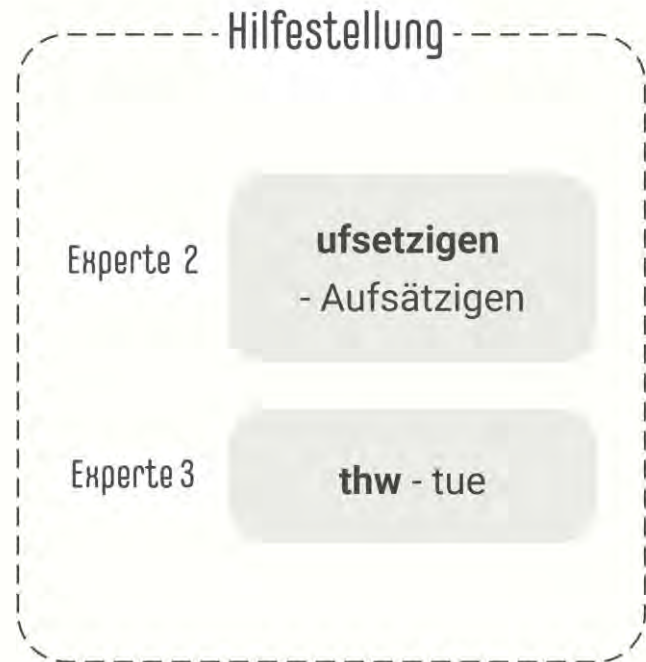 Hilfestellung
Experte 2
ufsetzigen
- Aufsätzigen
Experte 3
thw - tue